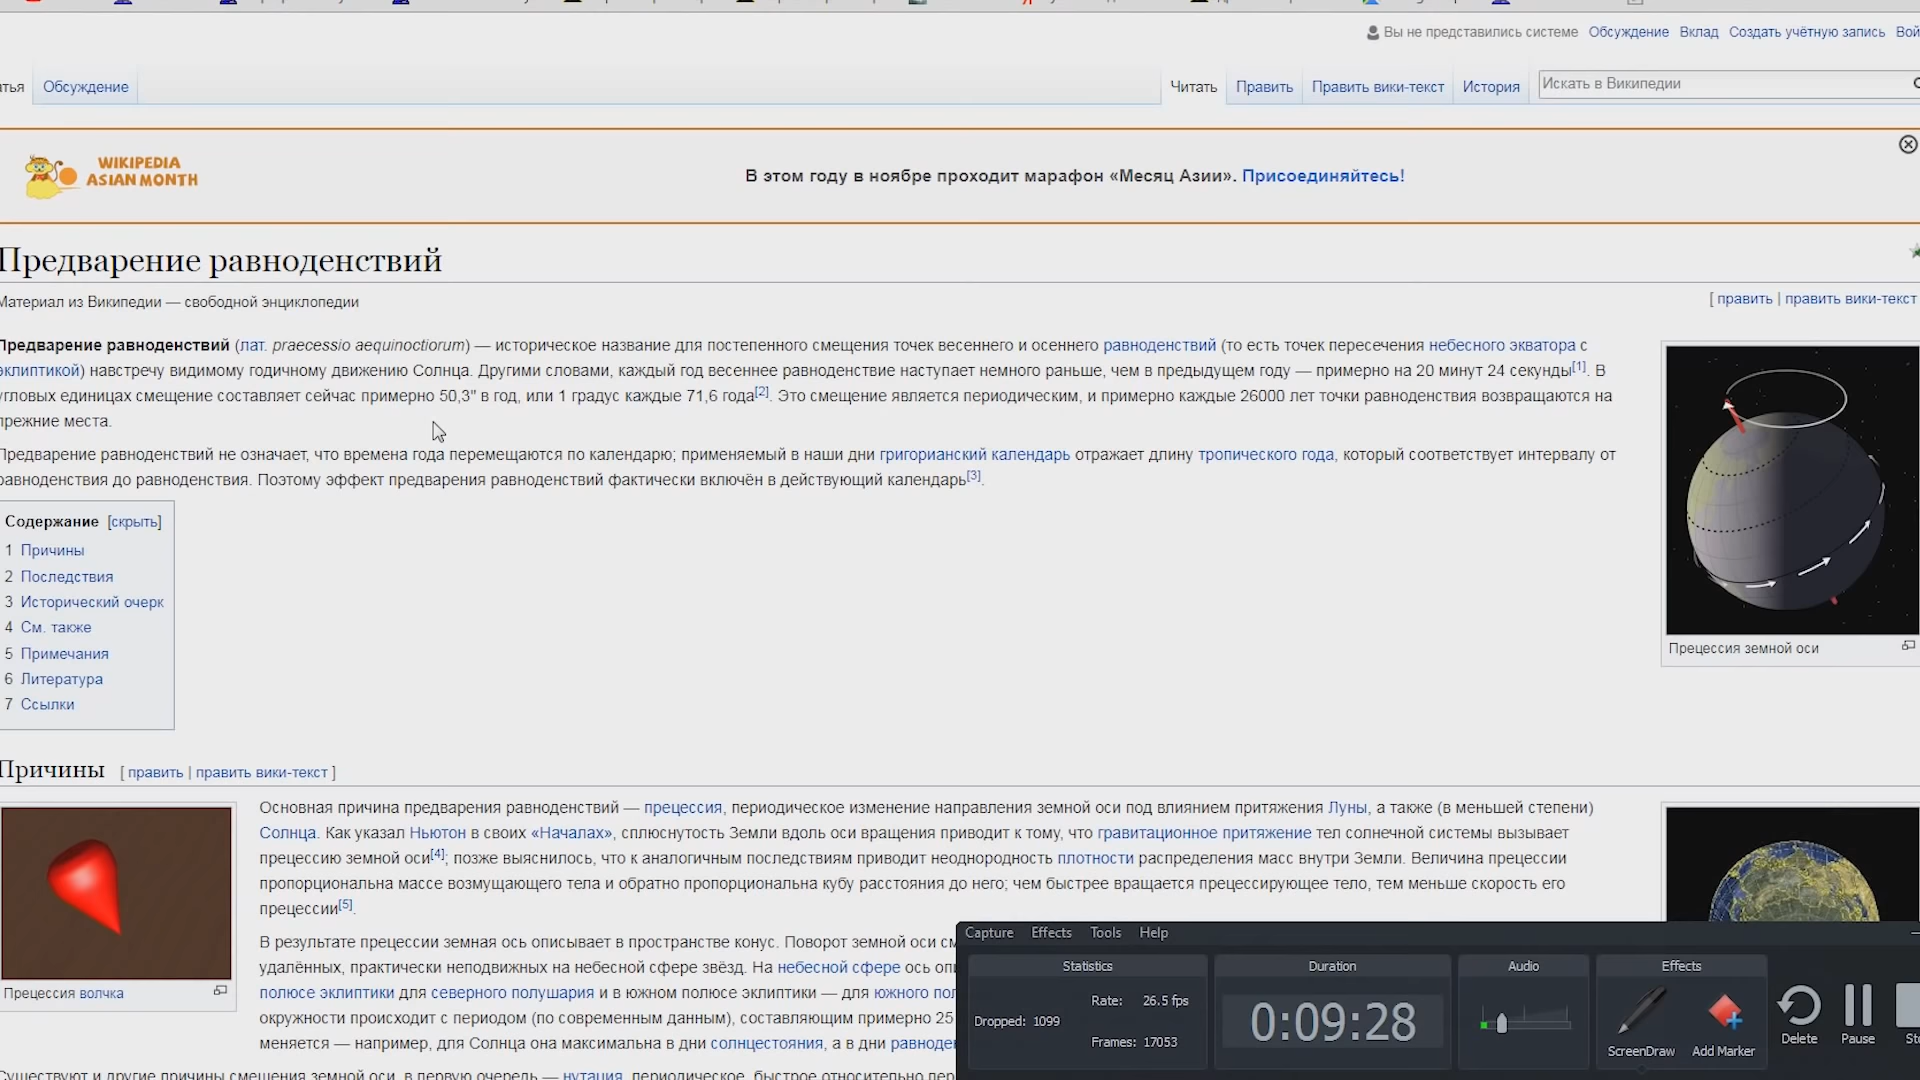 Вы не представились системе Обсуждение Вклад Создать учётную запись
Обсуждение Читать Править Править вики-текст История Искать в Википедии
WIKIPEDIA
ASIAN MONTH
В этом году в ноябре проходит марафон «Месяц Азии». Присоединяйтесь!
Предварение равноденствий
Материал из Википедии — свободной энциклопедии
[ править | править вики-текст
Предварение равноденствий (лат. praecessio aequinoctiorum) — историческое название для постепенного смещения точек весеннего и осеннего равноденствий (то есть точек пересечения небесного экватора с
эклиптикой) навстречу видимому годичному движению Солнца. Другими словами, каждый год весеннее равноденствие наступает немного раньше, чем в предыдущем году — примерно на 20 минут 24 секунды[1]. В
угловых единицах смещение составляет сейчас примерно 50,3" в год, или 1 градус каждые 71,6 года[2]. Это смещение является периодическим, и примерно каждые 26000 лет точки равноденствия возвращаются на
прежние места.
Предварение равноденствий не означает, что времена года перемещаются по календарю; применяемый в наши дни григорианский календарь отражает длину тропического года, который соответствует интервалу от
равноденствия до равноденствия. Поэтому эффект предварения равноденствий фактически включён в действующий календарь[3].
Прецессия земной оси
Содержание [скрыть]
1 Причины
2 Последствия
3 Исторический очерк
4 См. также
5 Примечания
6 Литература
7 Ссылки
Причины [ править | править вики-текст ]
Основная причина предварения равноденствий — прецессия, периодическое изменение направления земной оси под влиянием притяжения Луны, а также (в меньшей степени)
Солнца. Как указал Ньютон в своих «Началах», сплюснутость Земли вдоль оси вращения приводит к тому, что гравитационное притяжение тел солнечной системы вызывает
прецессию земной оси[4]; позже выяснилось, что к аналогичным последствиям приводит неоднородность плотности распределения масс внутри Земли. Величина прецессии
пропорциональна массе возмущающего тела и обратно пропорциональна кубу расстояния до него; чем быстрее вращается прецессирующее тело, тем меньше скорость его
прецессии[5].
Прецессия волчка
В результате прецессии земная ось описывает в пространстве конус. Поворот земной оси
удалённых, практически неподвижных на небесной сфере звёзд. На небесной сфере ось
полюсе эклиптики для северного полушария и в южном полюсе эклиптики — для
окружности происходит с периодом (по современным данным), составляющим примерно 25
меняется — например, для Солнца она максимальна в дни солнцестояния, а в дни
Существуют и другие причины смещения земной оси, в первую очередь — нутация, периодическое, быстрое относительно
Capture Effects Tools Help
Statistics Duration Audio Effects
Rate: 26.5 fps
Dropped: 1099
Frames: 17053
0:09:28
ScreenDraw Add Marker Delete Pause